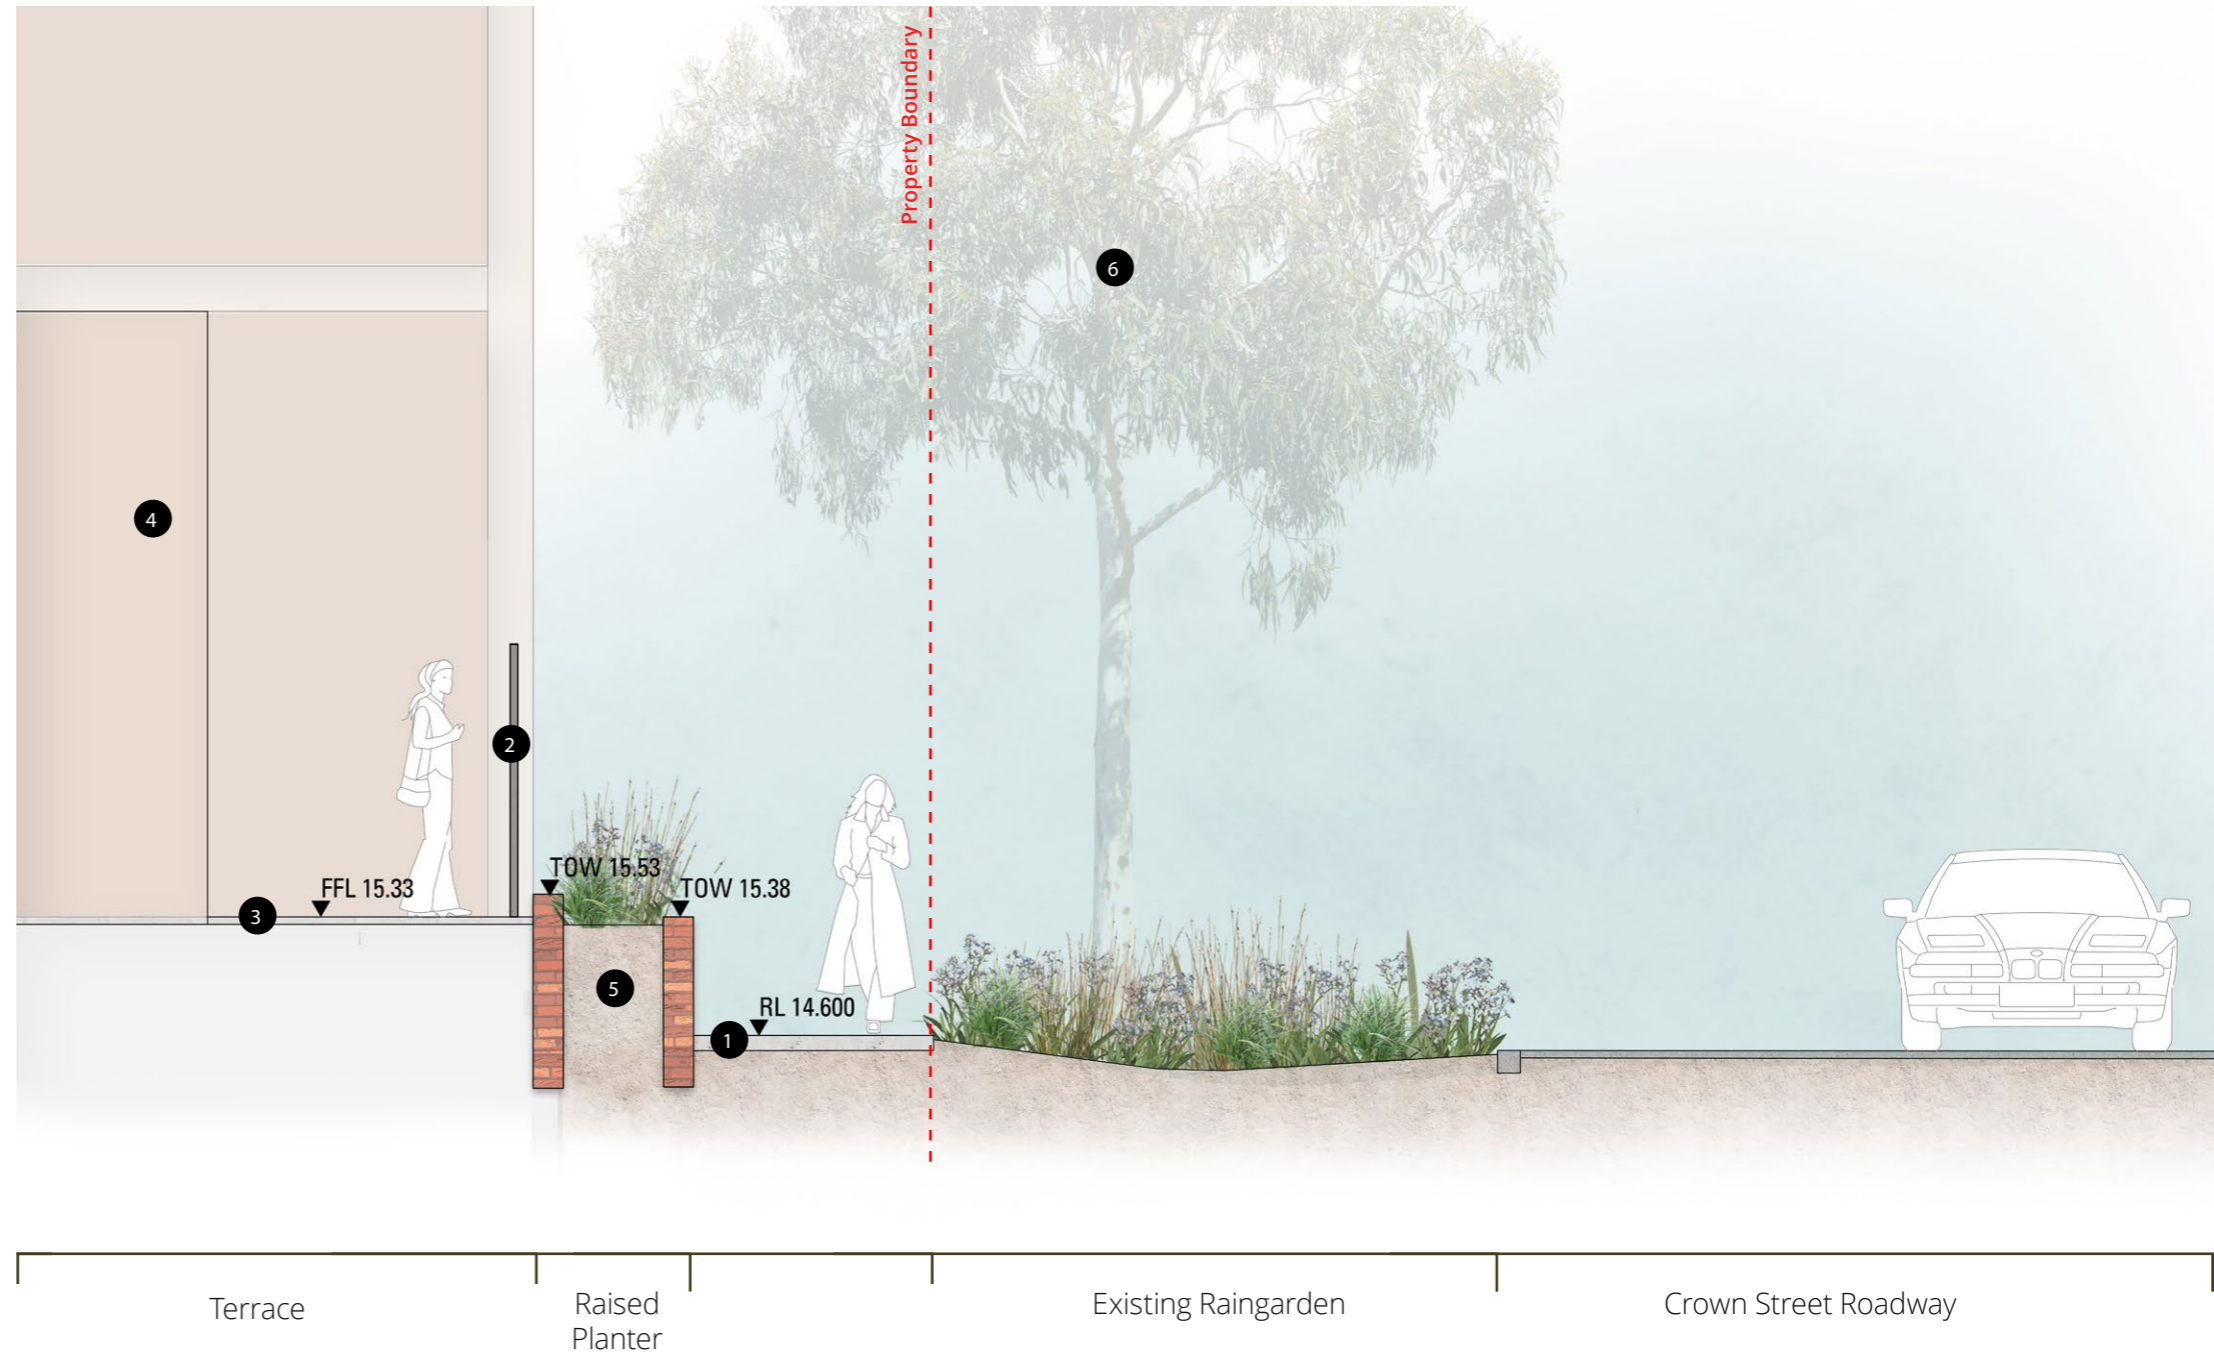 Property Boundary
6
4
2
TOW 15.53
FFL 15.33
TOW 15.38
3
5
RL 14.600
1
Terrace
Raised
Planter
Existing Raingarden
Crown Street Roadway